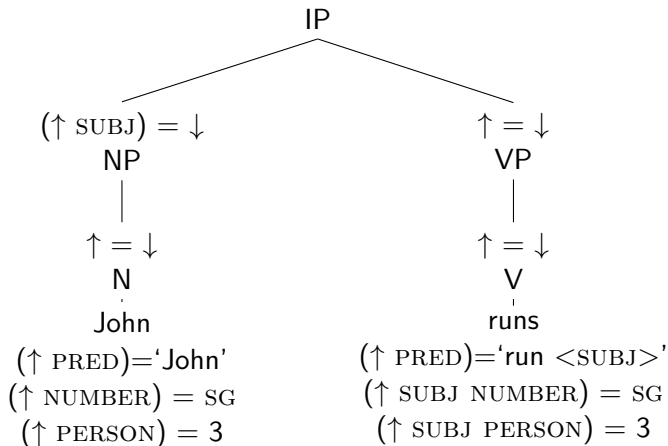 IP
(↑ SUBJ) = ↓ ↑ = ↓
NP VP
↑ = ↓ ↑ = ↓
N V
John runs
(↑ PRED)=‘John’ (↑ PRED)=‘run <SUBJ>’
(↑ NUMBER) = SG (↑ SUBJ NUMBER) = SG
(↑ PERSON) = 3 (↑ SUBJ PERSON) = 3